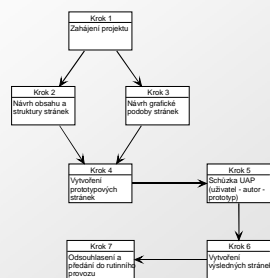 Krok 1
Zahájení projektu
Krok 2
Návrh obsahu a
struktury stránek
Krok 3
Návrh grafické
podoby stránek
Krok 4
Vytvoření
prototypových
stránek
Krok 5
Schůzka UAP
(uživatel - autor -
prototyp)
Krok 6
Vytvoření
výsledných stránek
Krok 7
Odsouhlasení a
předání do rutinního
provozu